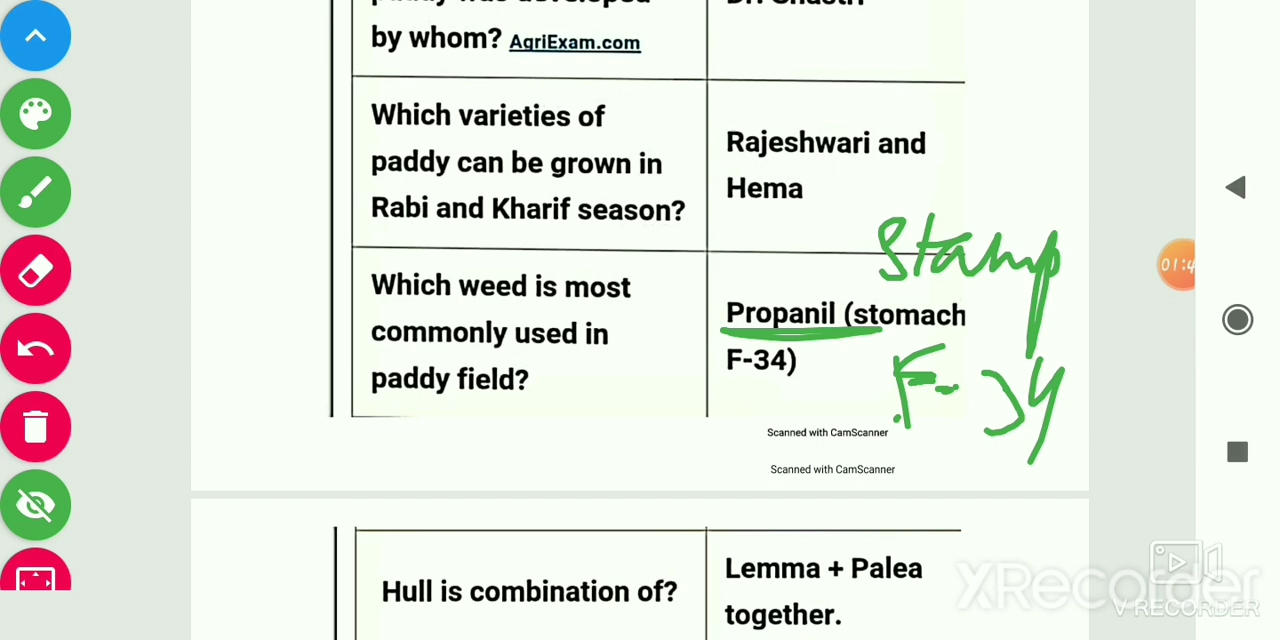 by whom? AgriExam.com
Which varieties of
paddy can be grown in
Rabi and Kharif season?
Rajeshwari and
Hema
Which weed is most
commonly used in
paddy field?
Propanil (stomach
F-34)
Stamp
F-34
Scanned with CamScanner
Scanned with CamScanner
Hull is combination of?
Lemma + Palea
together.
01:4
XRecorder
V RECORDER